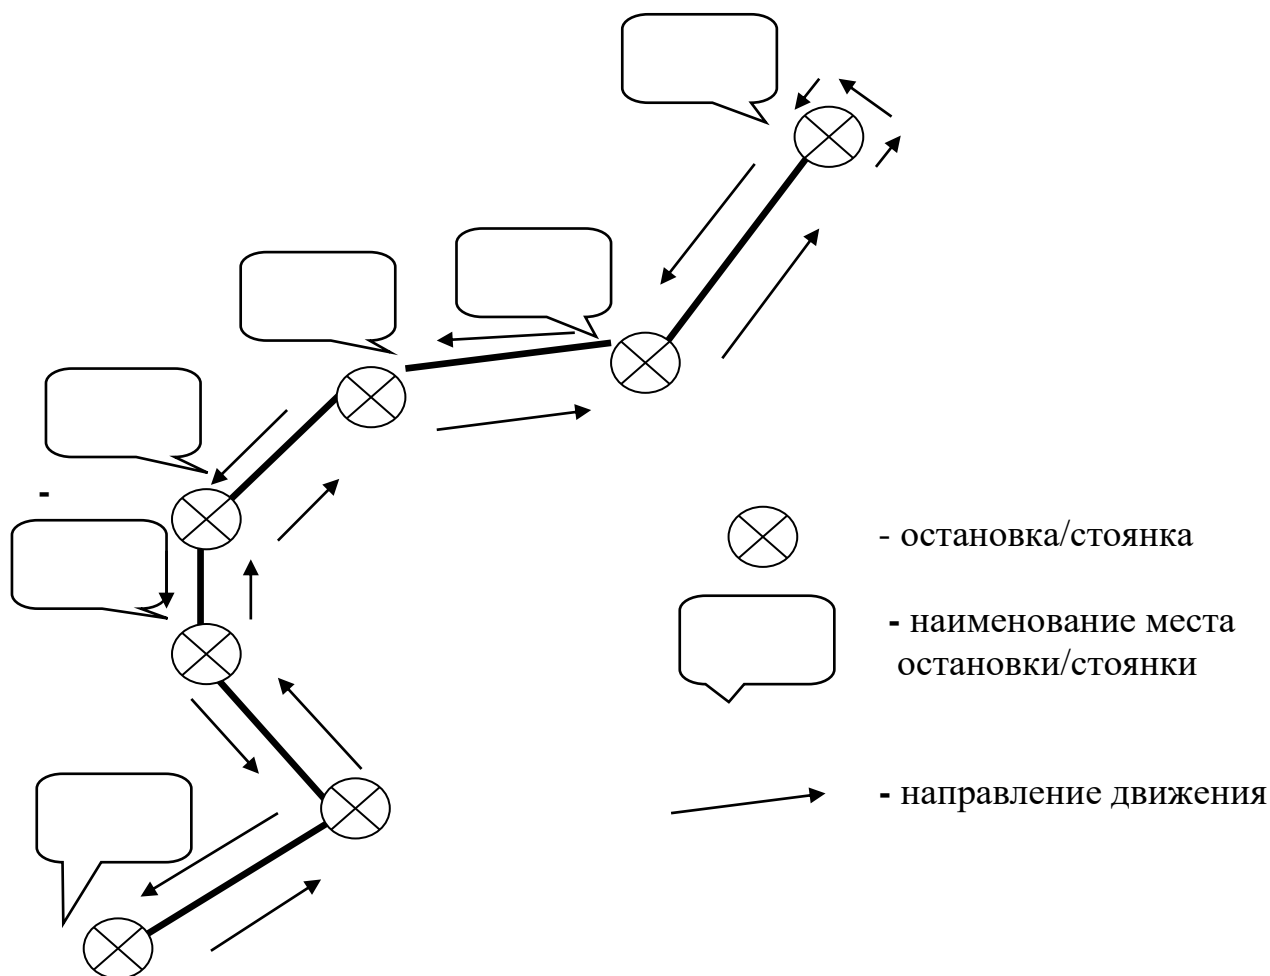 -
- остановка/стоянка
- наименование места
остановки/стоянки
- направление движения